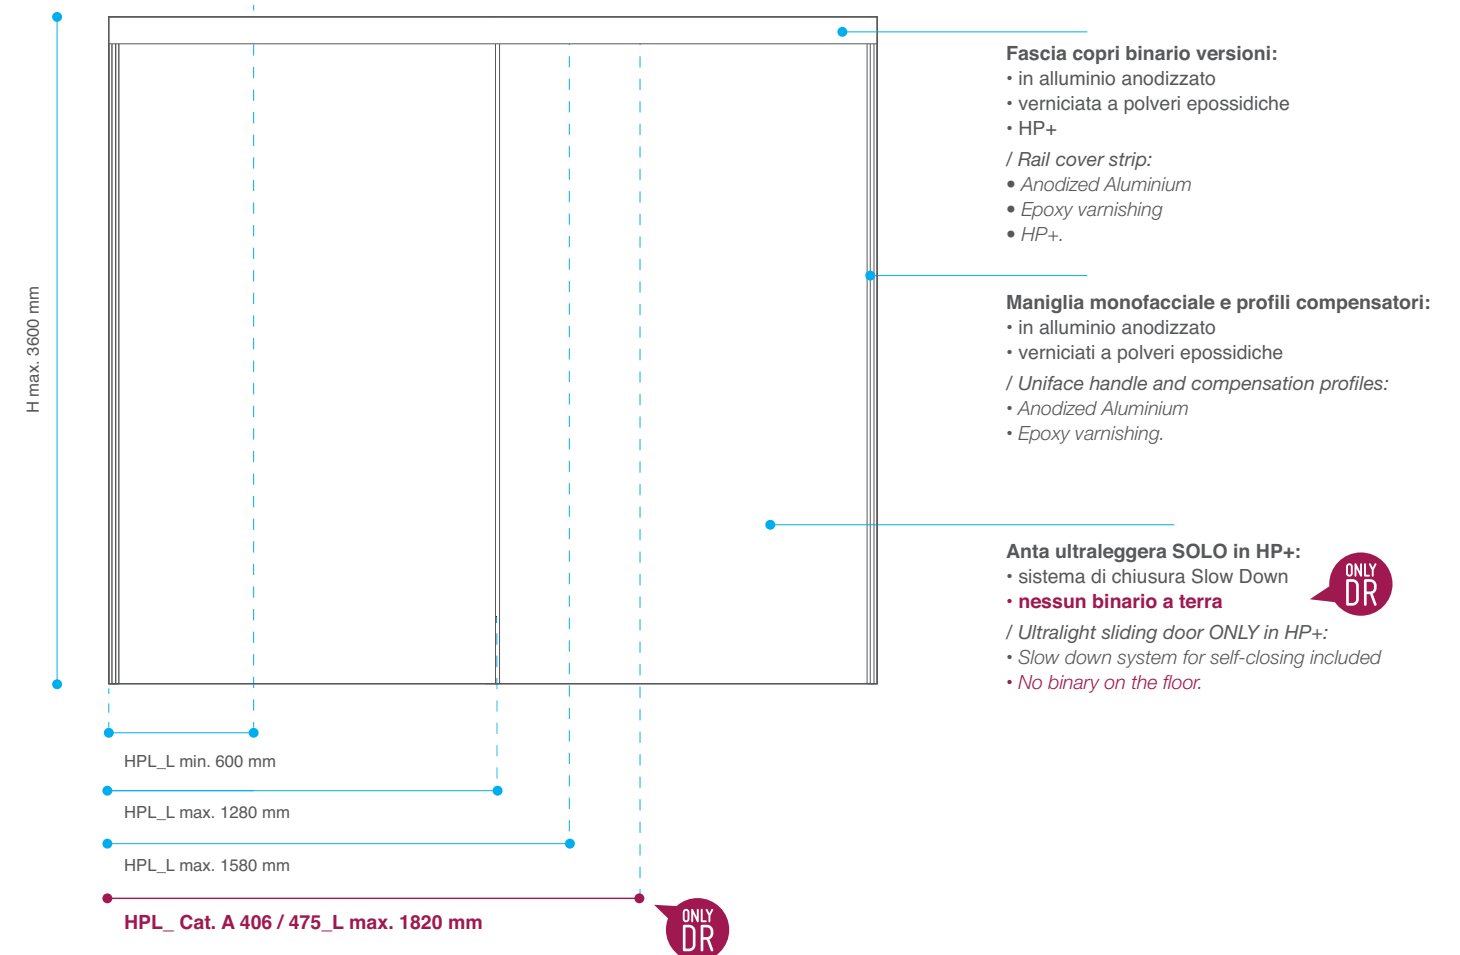 Fascia copri binario versioni:
• in alluminio anodizzato
• verniciata a polveri epossidiche
• HP+
/ Rail cover strip:
• Anodized Aluminium
• Epoxy varnishing
• HP+.
H max. 3600 mm
Maniglia monofacciale e profili compensatori:
• in alluminio anodizzato
• verniciati a polveri epossidiche
/ Uniface handle and compensation profiles:
• Anodized Aluminium
• Epoxy varnishing.
Anta ultraleggera SOLO in HP+:
• sistema di chiusura Slow Down
• nessun binario a terra
/ Ultralight sliding door ONLY in HP+:
• Slow down system for self-closing included
• No binary on the floor.
ONLY
DR
HPL_L min. 600 mm
HPL_L max. 1280 mm
HPL_L max. 1580 mm
HPL_ Cat. A 406 / 475_L max. 1820 mm
ONLY
DR